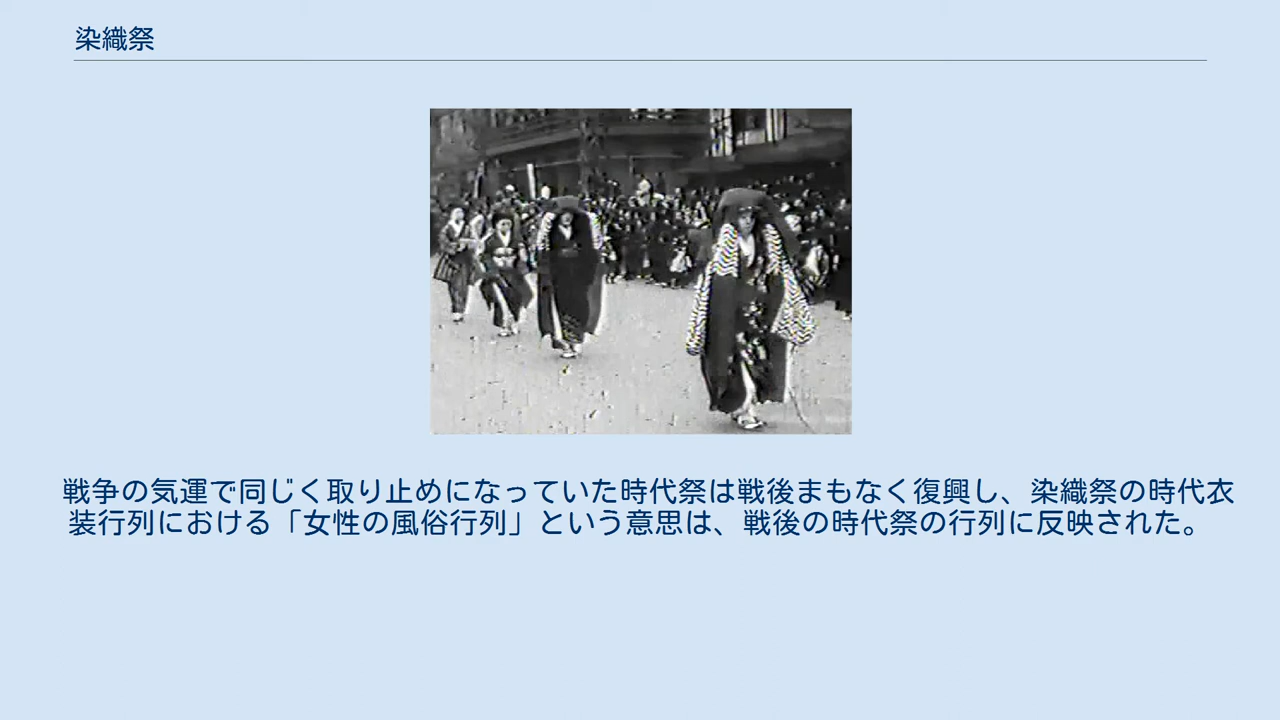 染織祭
戦争の気運で同じく取り止めになっていた時代祭は戦後まもなく復興し、染織祭の時代衣
装行列における「女性の風俗行列」という意思は、戦後の時代祭の行列に反映された。